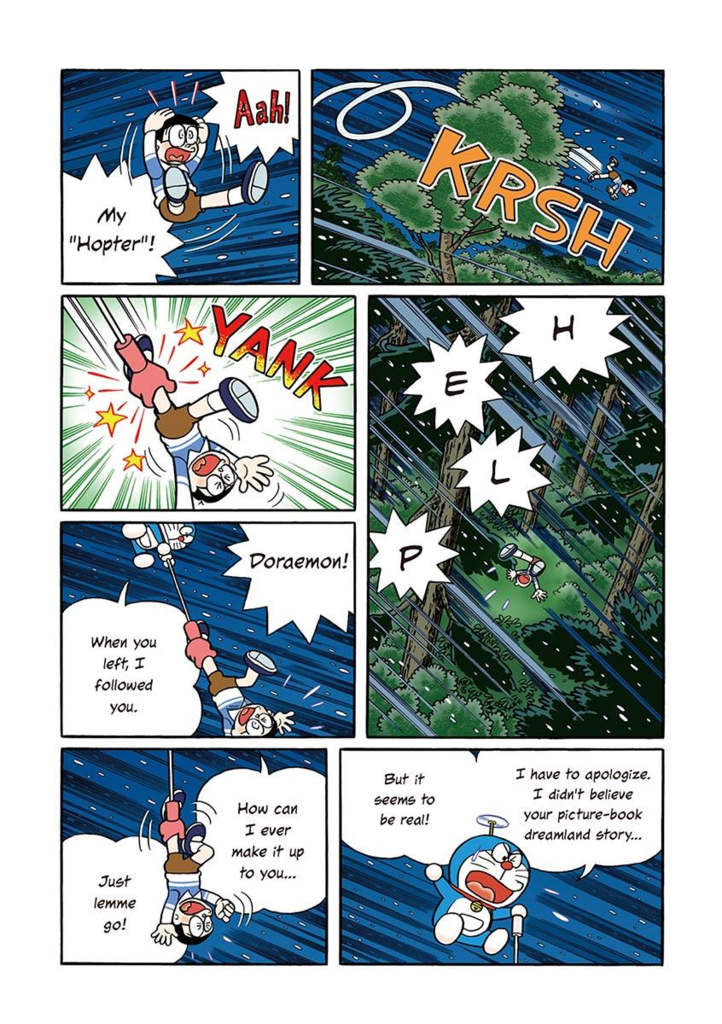 KRSH
Aah!
My
"Hopter"!
H
E
L
P
YANK
Doraemon!
When you
left, I
followed
you.
I have to apologize.
I didn't believe
your picture-book
dreamland story...
But it
seems to
be real!
How can
I ever
make it up
to you...
Just
lemme
go!